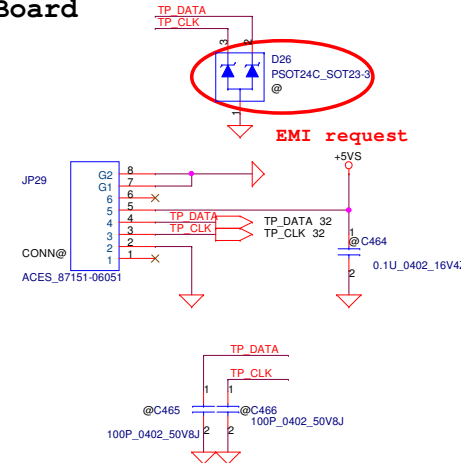 Board
TP_DATA
TP_CLK
3
2
D26
PSOT24C_SOT23-3
@
1
EMI request
+5VS
JP29
G2 8
G1 7
6 6
5 5
4 4 TP_DATA TP_DATA 32
3 3 TP_CLK TP_CLK 32
2 2
1 1
CONN@
ACES_87151-06051
1
@C464
0.1U_0402_16V4Z
2
TP_DATA
TP_CLK
1 1
@C465 @C466
100P_0402_50V8J 100P_0402_50V8J
2 2